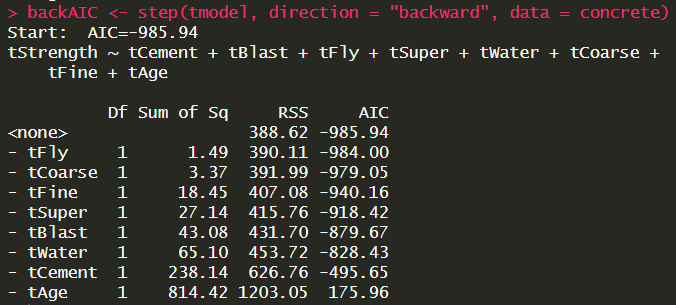 > backAIC <- step(tmodel, direction = "backward", data = concrete)
Start:  AIC=-985.94
tStrength ~ tCement + tBlast + tFly + tSuper + tWater + tCoarse +
    tFine + tAge

          Df Sum of Sq     RSS     AIC
<none>                  388.62 -985.94
- tFly     1      1.49  390.11 -984.00
- tCoarse  1      3.37  391.99 -979.05
- tFine    1     18.45  407.08 -940.16
- tSuper   1     27.14  415.76 -918.42
- tBlast   1     43.08  431.70 -879.67
- tWater   1     65.10  453.72 -828.43
- tCement  1    238.14  626.76 -495.65
- tAge     1    814.42 1203.05  175.96